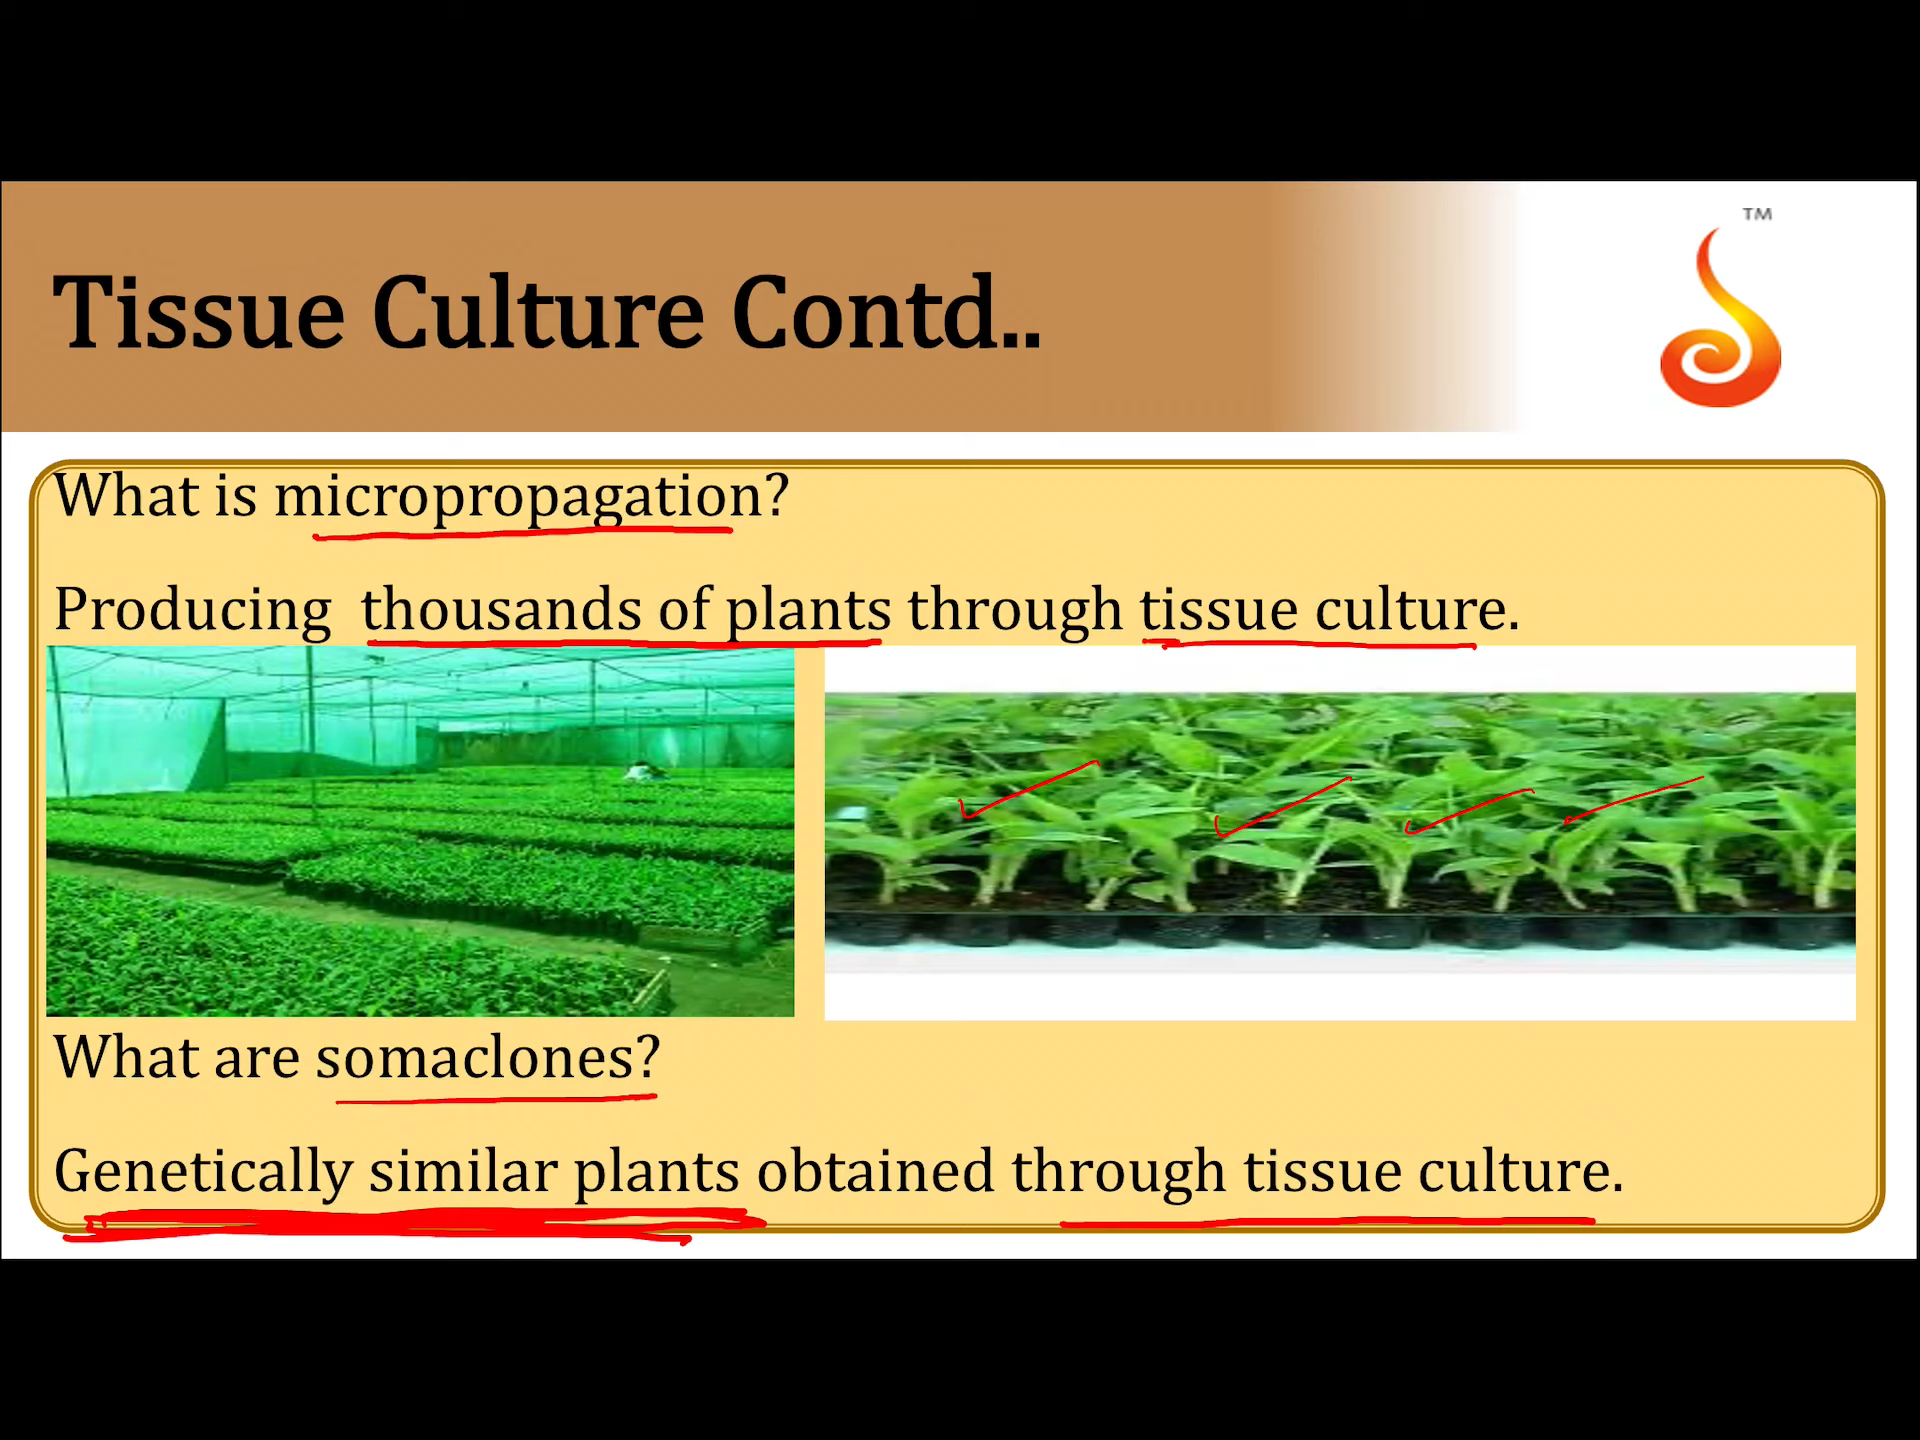 TM
Tissue Culture Contd..
What is micropropagation?
Producing thousands of plants through tissue culture.
What are somaclones?
Genetically similar plants obtained through tissue culture.